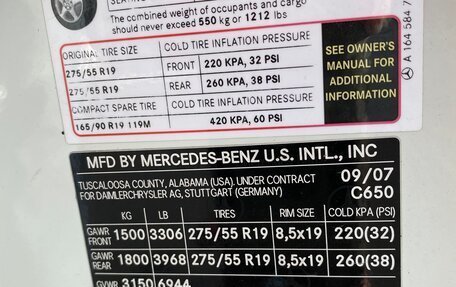 The combined weight of occupants and cargo
should never exceed 550 kg or 1212 lbs
ORIGINAL TIRE SIZE COLD TIRE INFLATION PRESSURE
275/55 R19 FRONT 220 KPA, 32 PSI
275/55 R19 REAR 260 KPA, 38 PSI
COMPACT SPARE TIRE COLD TIRE INFLATION PRESSURE
165/90 R19 119M 420 KPA, 60 PSI
SEE OWNER'S
MANUAL FOR
ADDITIONAL
INFORMATION
A 164 584 7
MFD BY MERCEDES-BENZ U.S. INTL., INC
TUSCALOOSA COUNTY, ALABAMA (USA). UNDER CONTRACT
FOR DAIMLERCHRYSLER AG, STUTTGART (GERMANY)
09/07
C650
KG LB TIRES RIM SIZE COLD KPA (PSI)
GAWR FRONT 1500 3306 275/55 R19 8,5x19 220(32)
GAWR REAR 1800 3968 275/55 R19 8,5x19 260(38)
GVWR 3150 6944